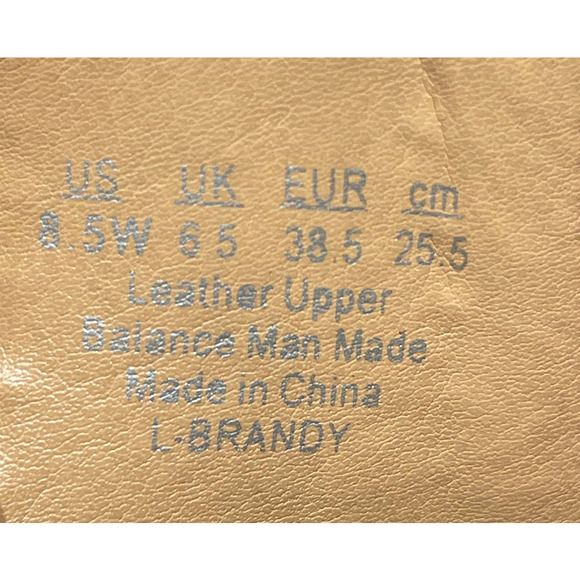 US UK EUR cm
8.5W 6 5 38.5 25.5
Leather Upper
Balance Man Made
Made in China
L-BRANDY